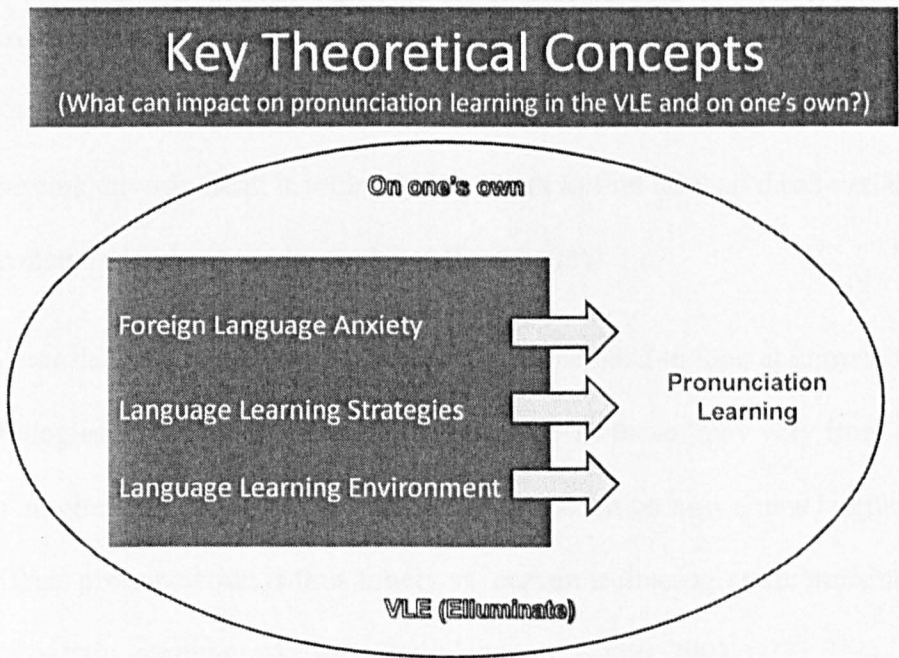 Key Theoretical Concepts
(What can impact on pronunciation learning in the VLE and on one's own?)
On one's own
Foreign Language Anxiety
Language Learning Strategies
Language Learning Environment
Pronunciation
Learning
VLE (Elluminate)